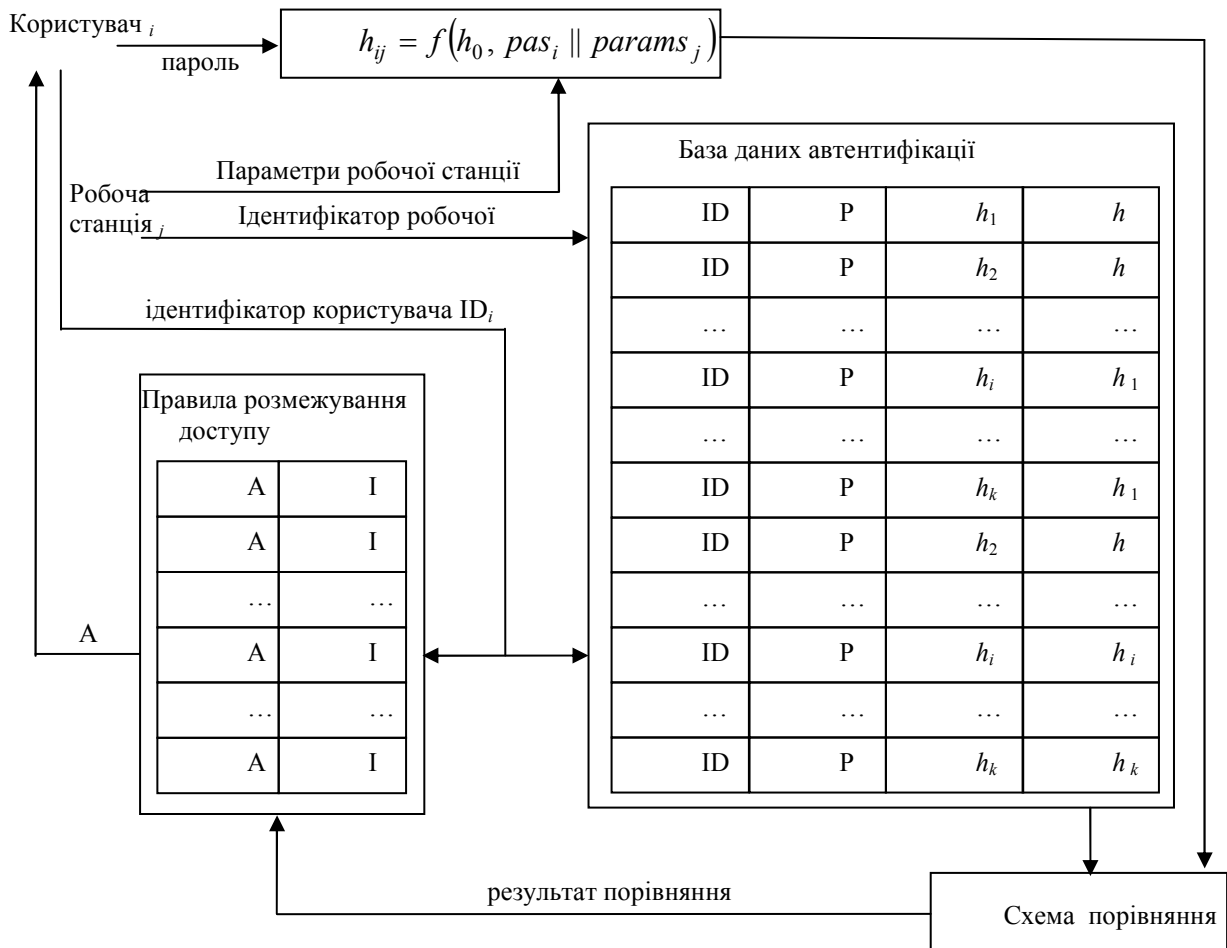 Користувач i
пароль
h_ij = f(h_0, pas_i || params_j)
Параметри робочої станції
Робоча
станція j
Ідентифікатор робочої
ідентифікатор користувача ID_i
База даних автентифікації
ID P h_1 h
ID P h_2 h
… … … …
ID P h_i h_1
… … … …
ID P h_k h_1
ID P h_2 h
… … … …
ID P h_i h_i
… … … …
ID P h_k h_k
Правила розмежування
доступу
А І
А І
… …
А І
… …
А І
А
результат порівняння
Схема порівняння